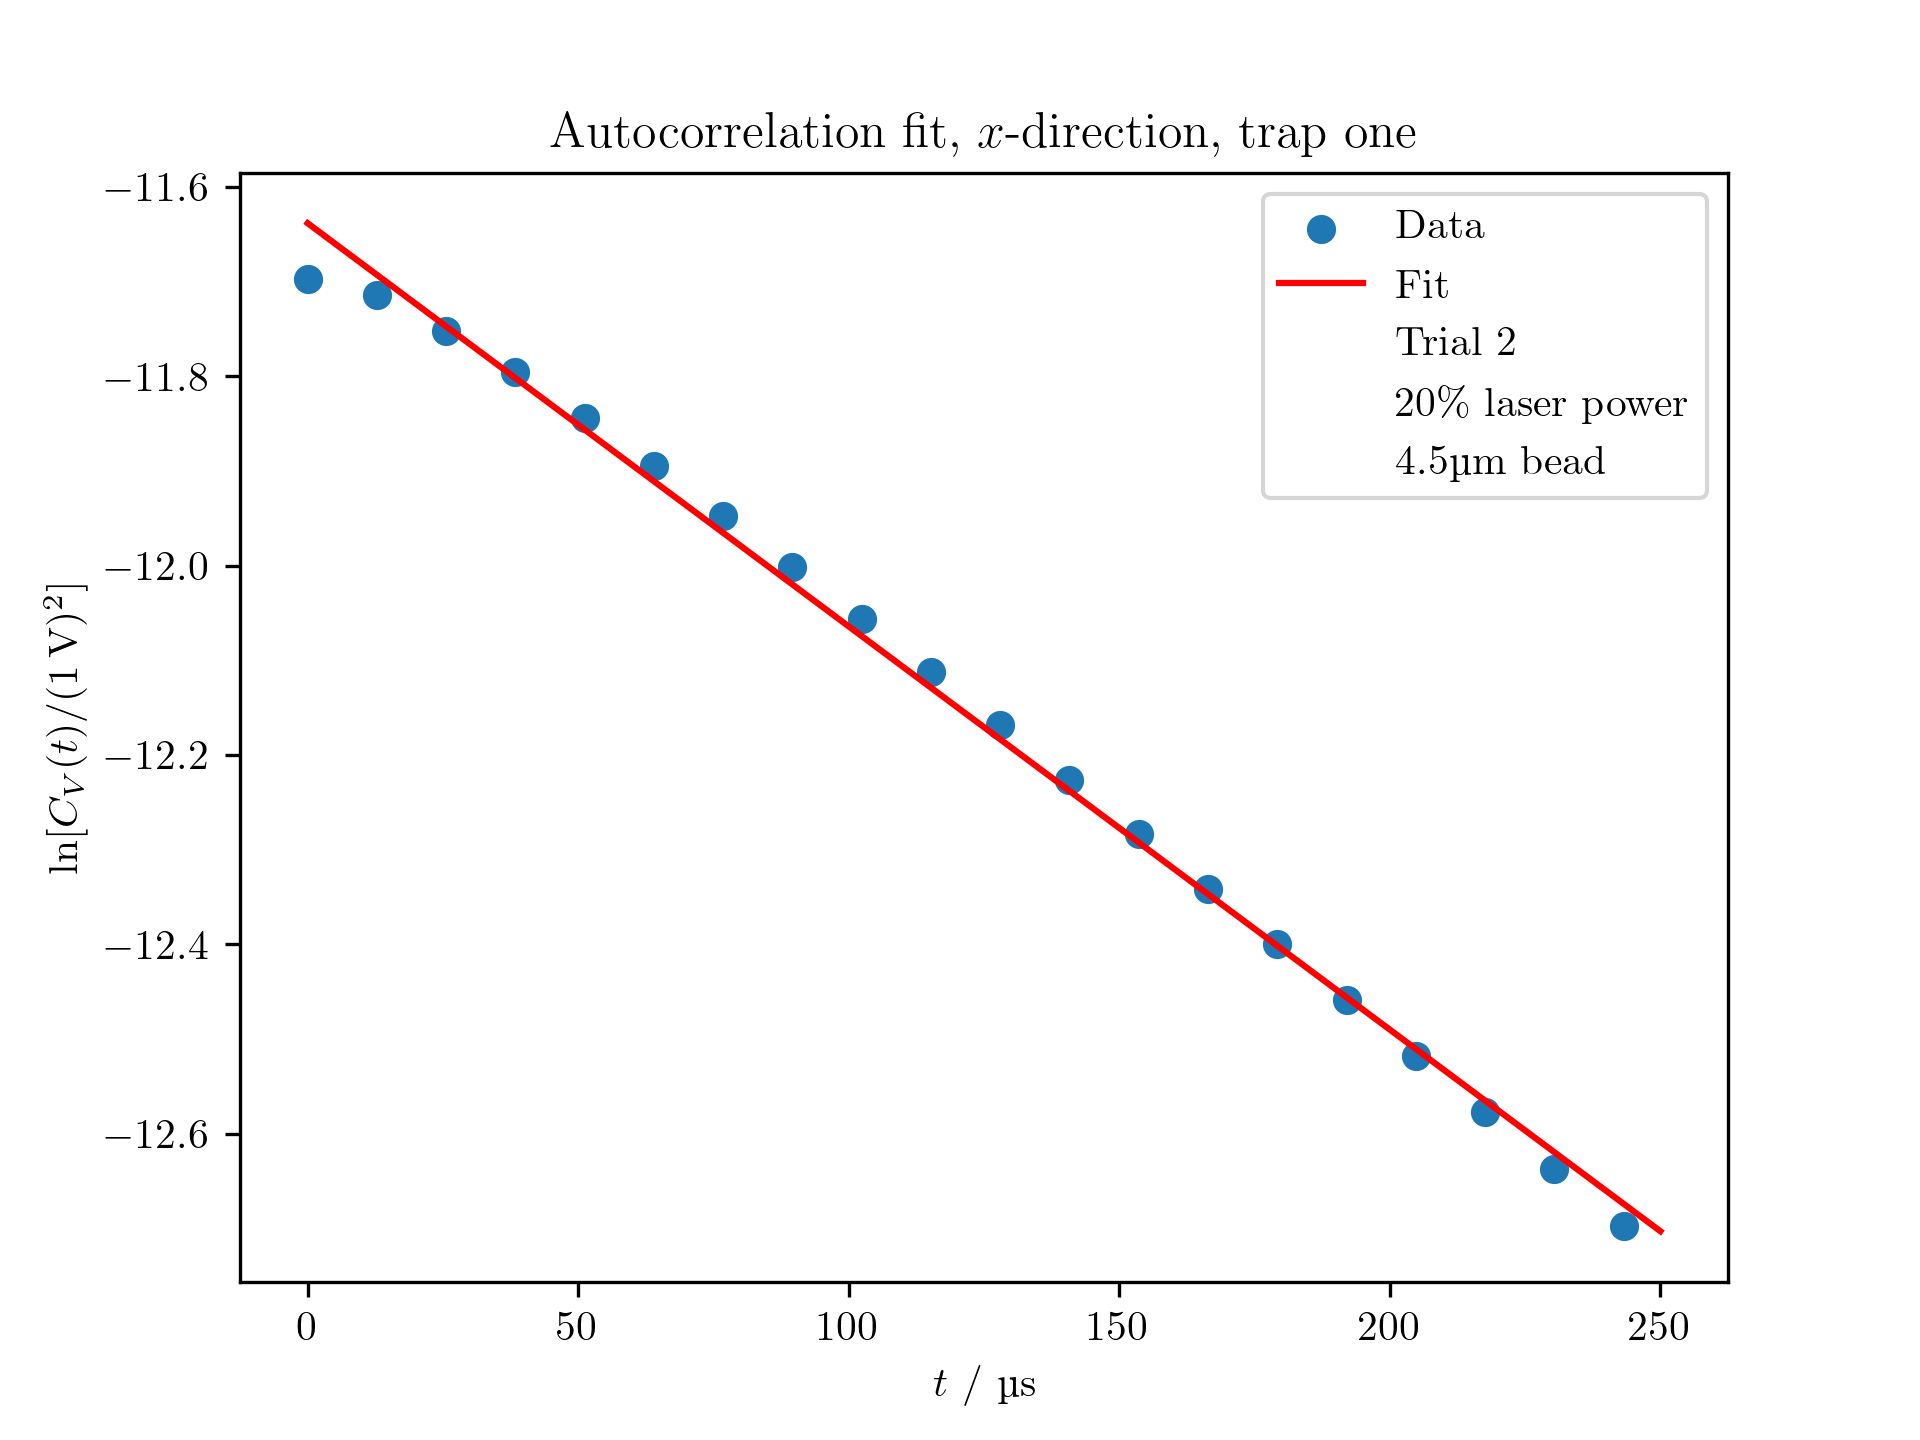 Autocorrelation fit, x-direction, trap one
−11.6
−11.8
−12.0
−12.2
−12.4
−12.6
ln[C_V(t)/(1 V)²]
Data
Fit
Trial 2
20% laser power
4.5µm bead
0 50 100 150 200 250
t / µs